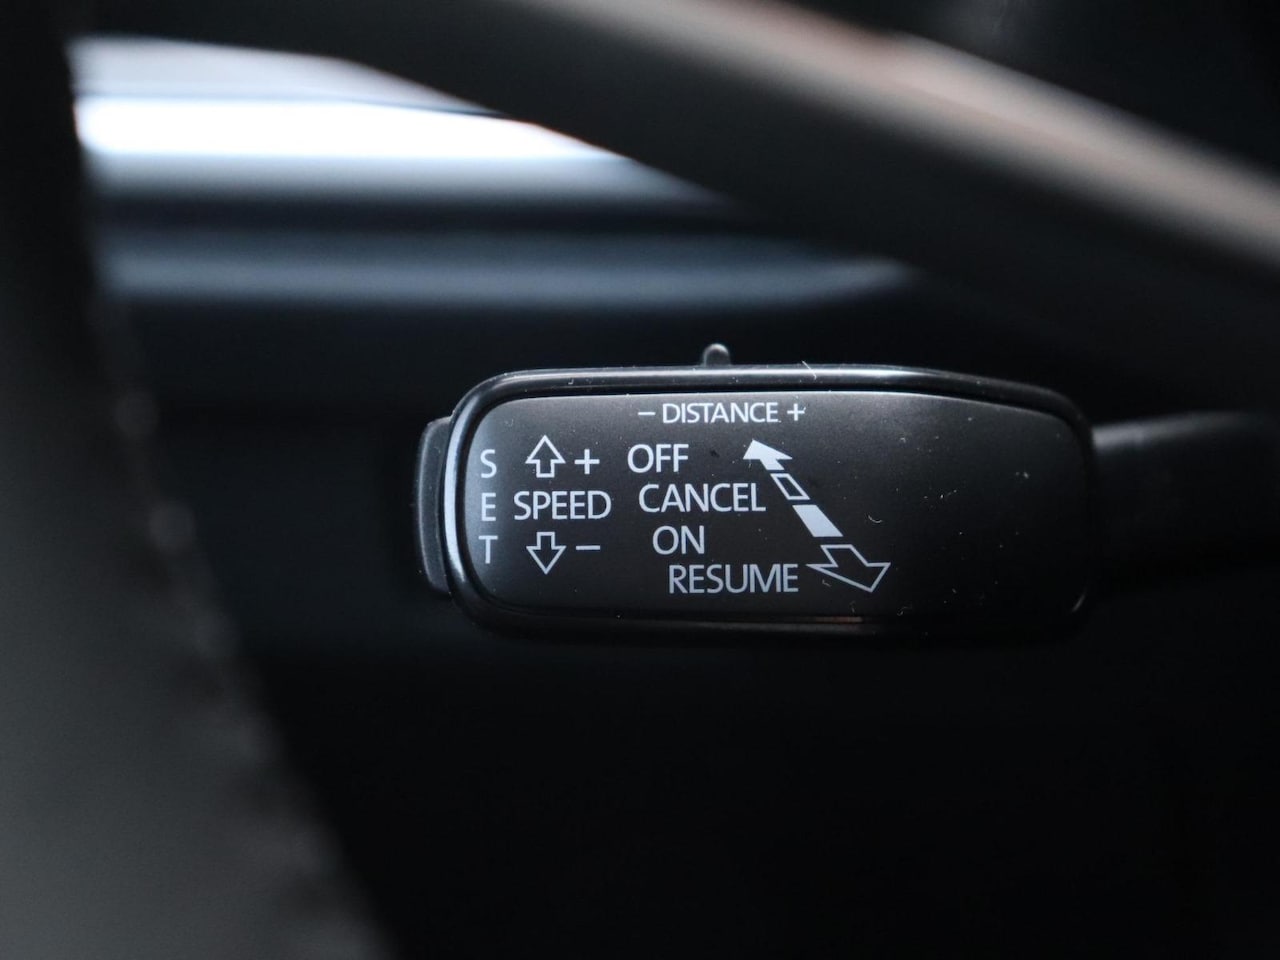 − DISTANCE +
S
E
T
+
SPEED
−
OFF
CANCEL
ON
RESUME